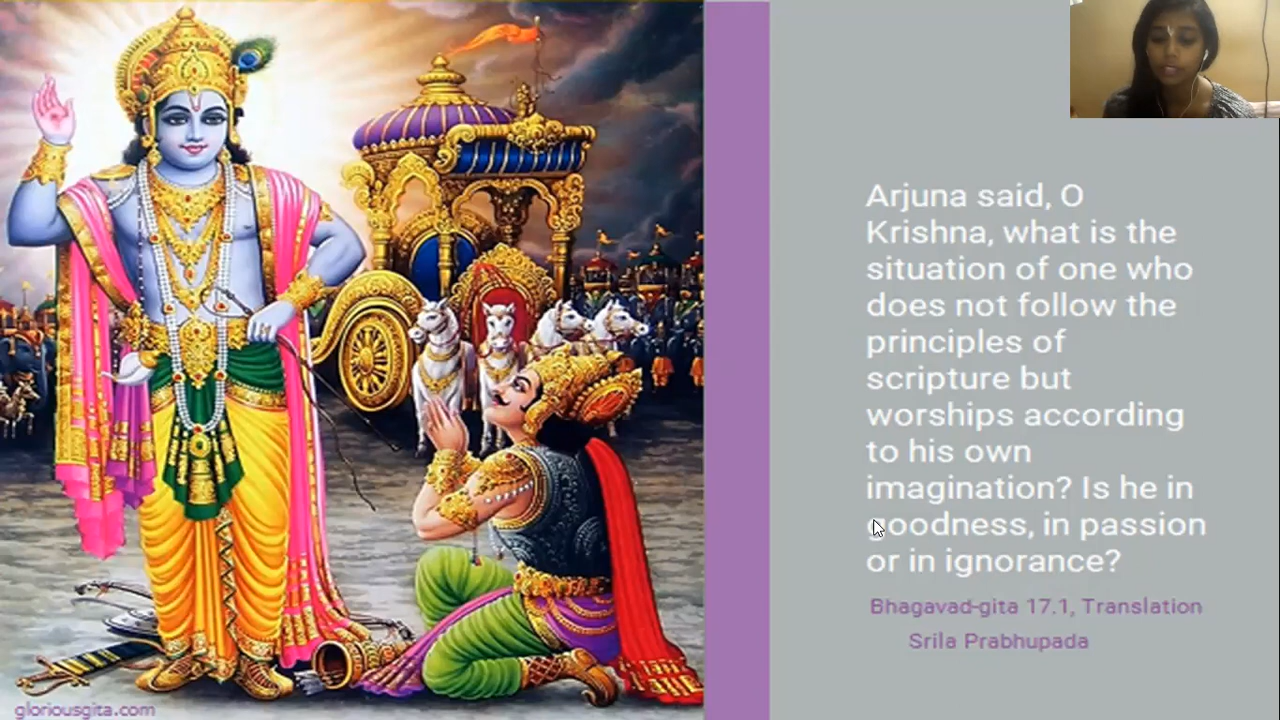 Arjuna said, O
Krishna, what is the
situation of one who
does not follow the
principles of
scripture but
worships according
to his own
imagination? Is he in
goodness, in passion
or in ignorance?
Bhagavad-gita 17.1, Translation
Srila Prabhupada
gloriousgita.com